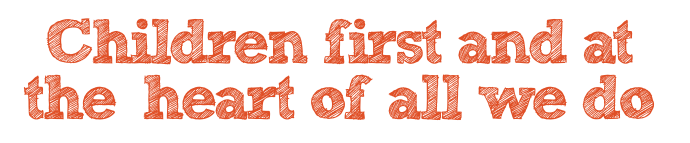 Children first and at
the heart of all we do